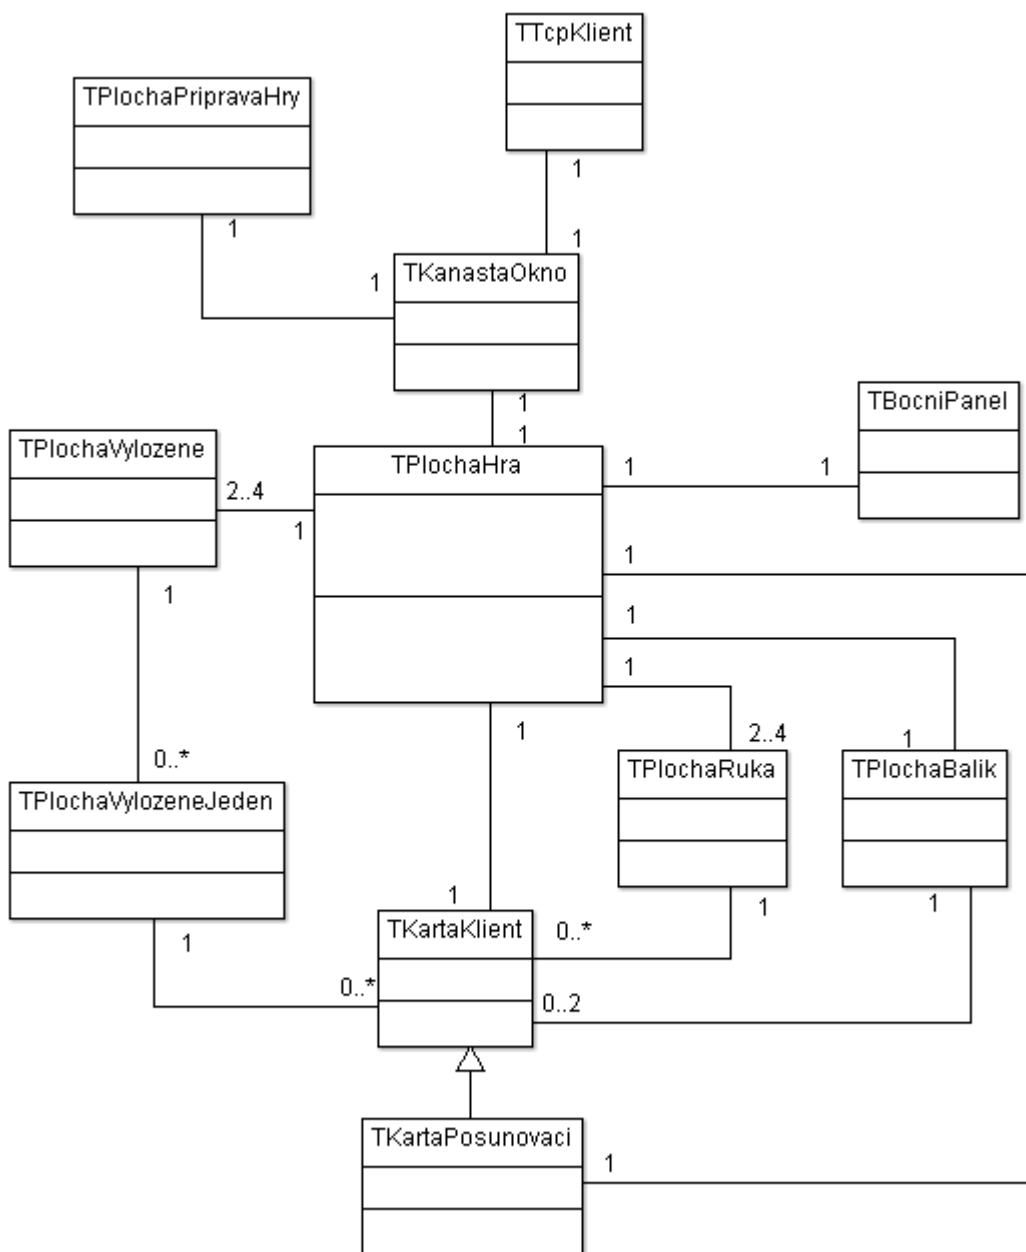 TTcpKlient
TPlochaPripravaHry
1
1
1
1
TKanastaOkno
1
1
TBocniPanel
TPlochaVylozene
TPlochaHra
1
1
2..4
1
1
1
1
1
1
2..4
0..*
1
TPlochaRuka
TPlochaBalik
TPlochaVylozeneJeden
1
1
1
TKartaKlient
0..*
1
0..*
0..2
TKartaPosunovaci
1